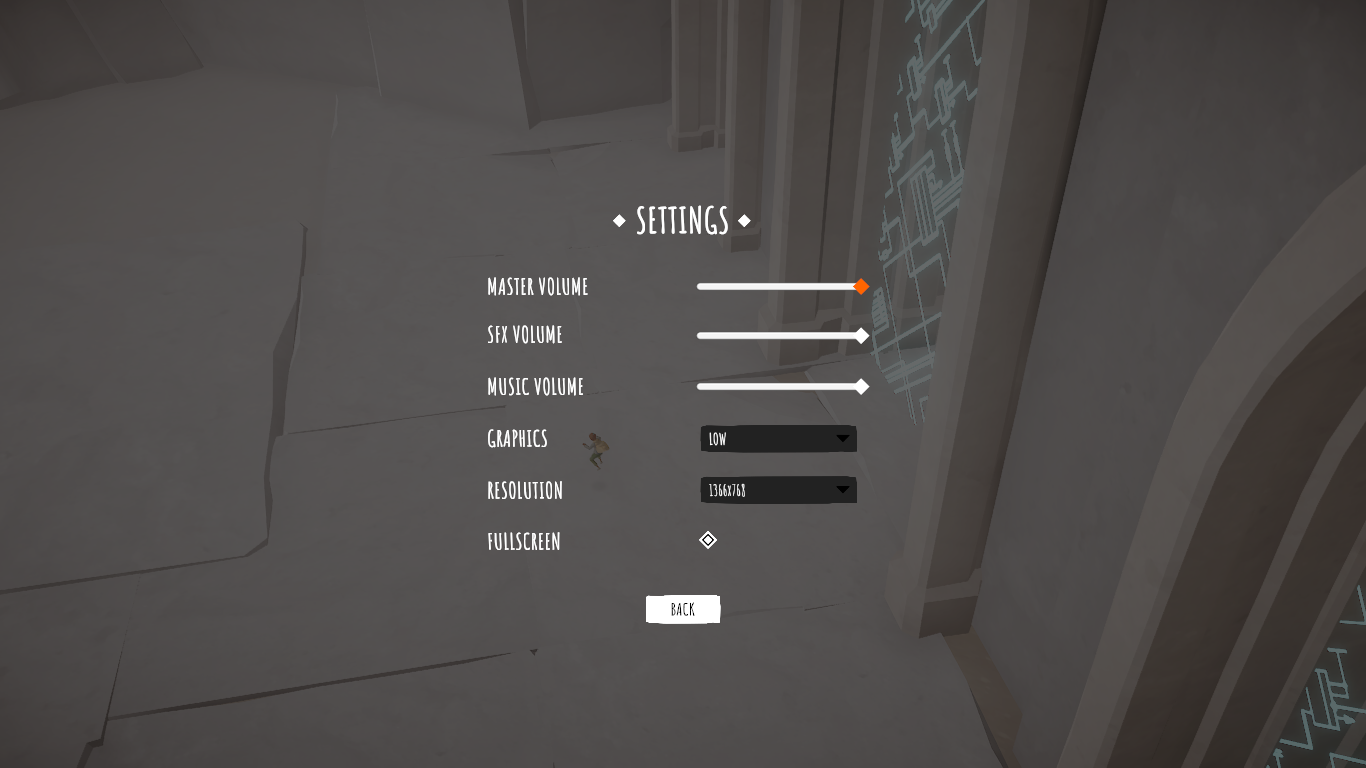 SETTINGS
MASTER VOLUME
SFX VOLUME
MUSIC VOLUME
GRAPHICS LOW
RESOLUTION 1366x768
FULLSCREEN
BACK